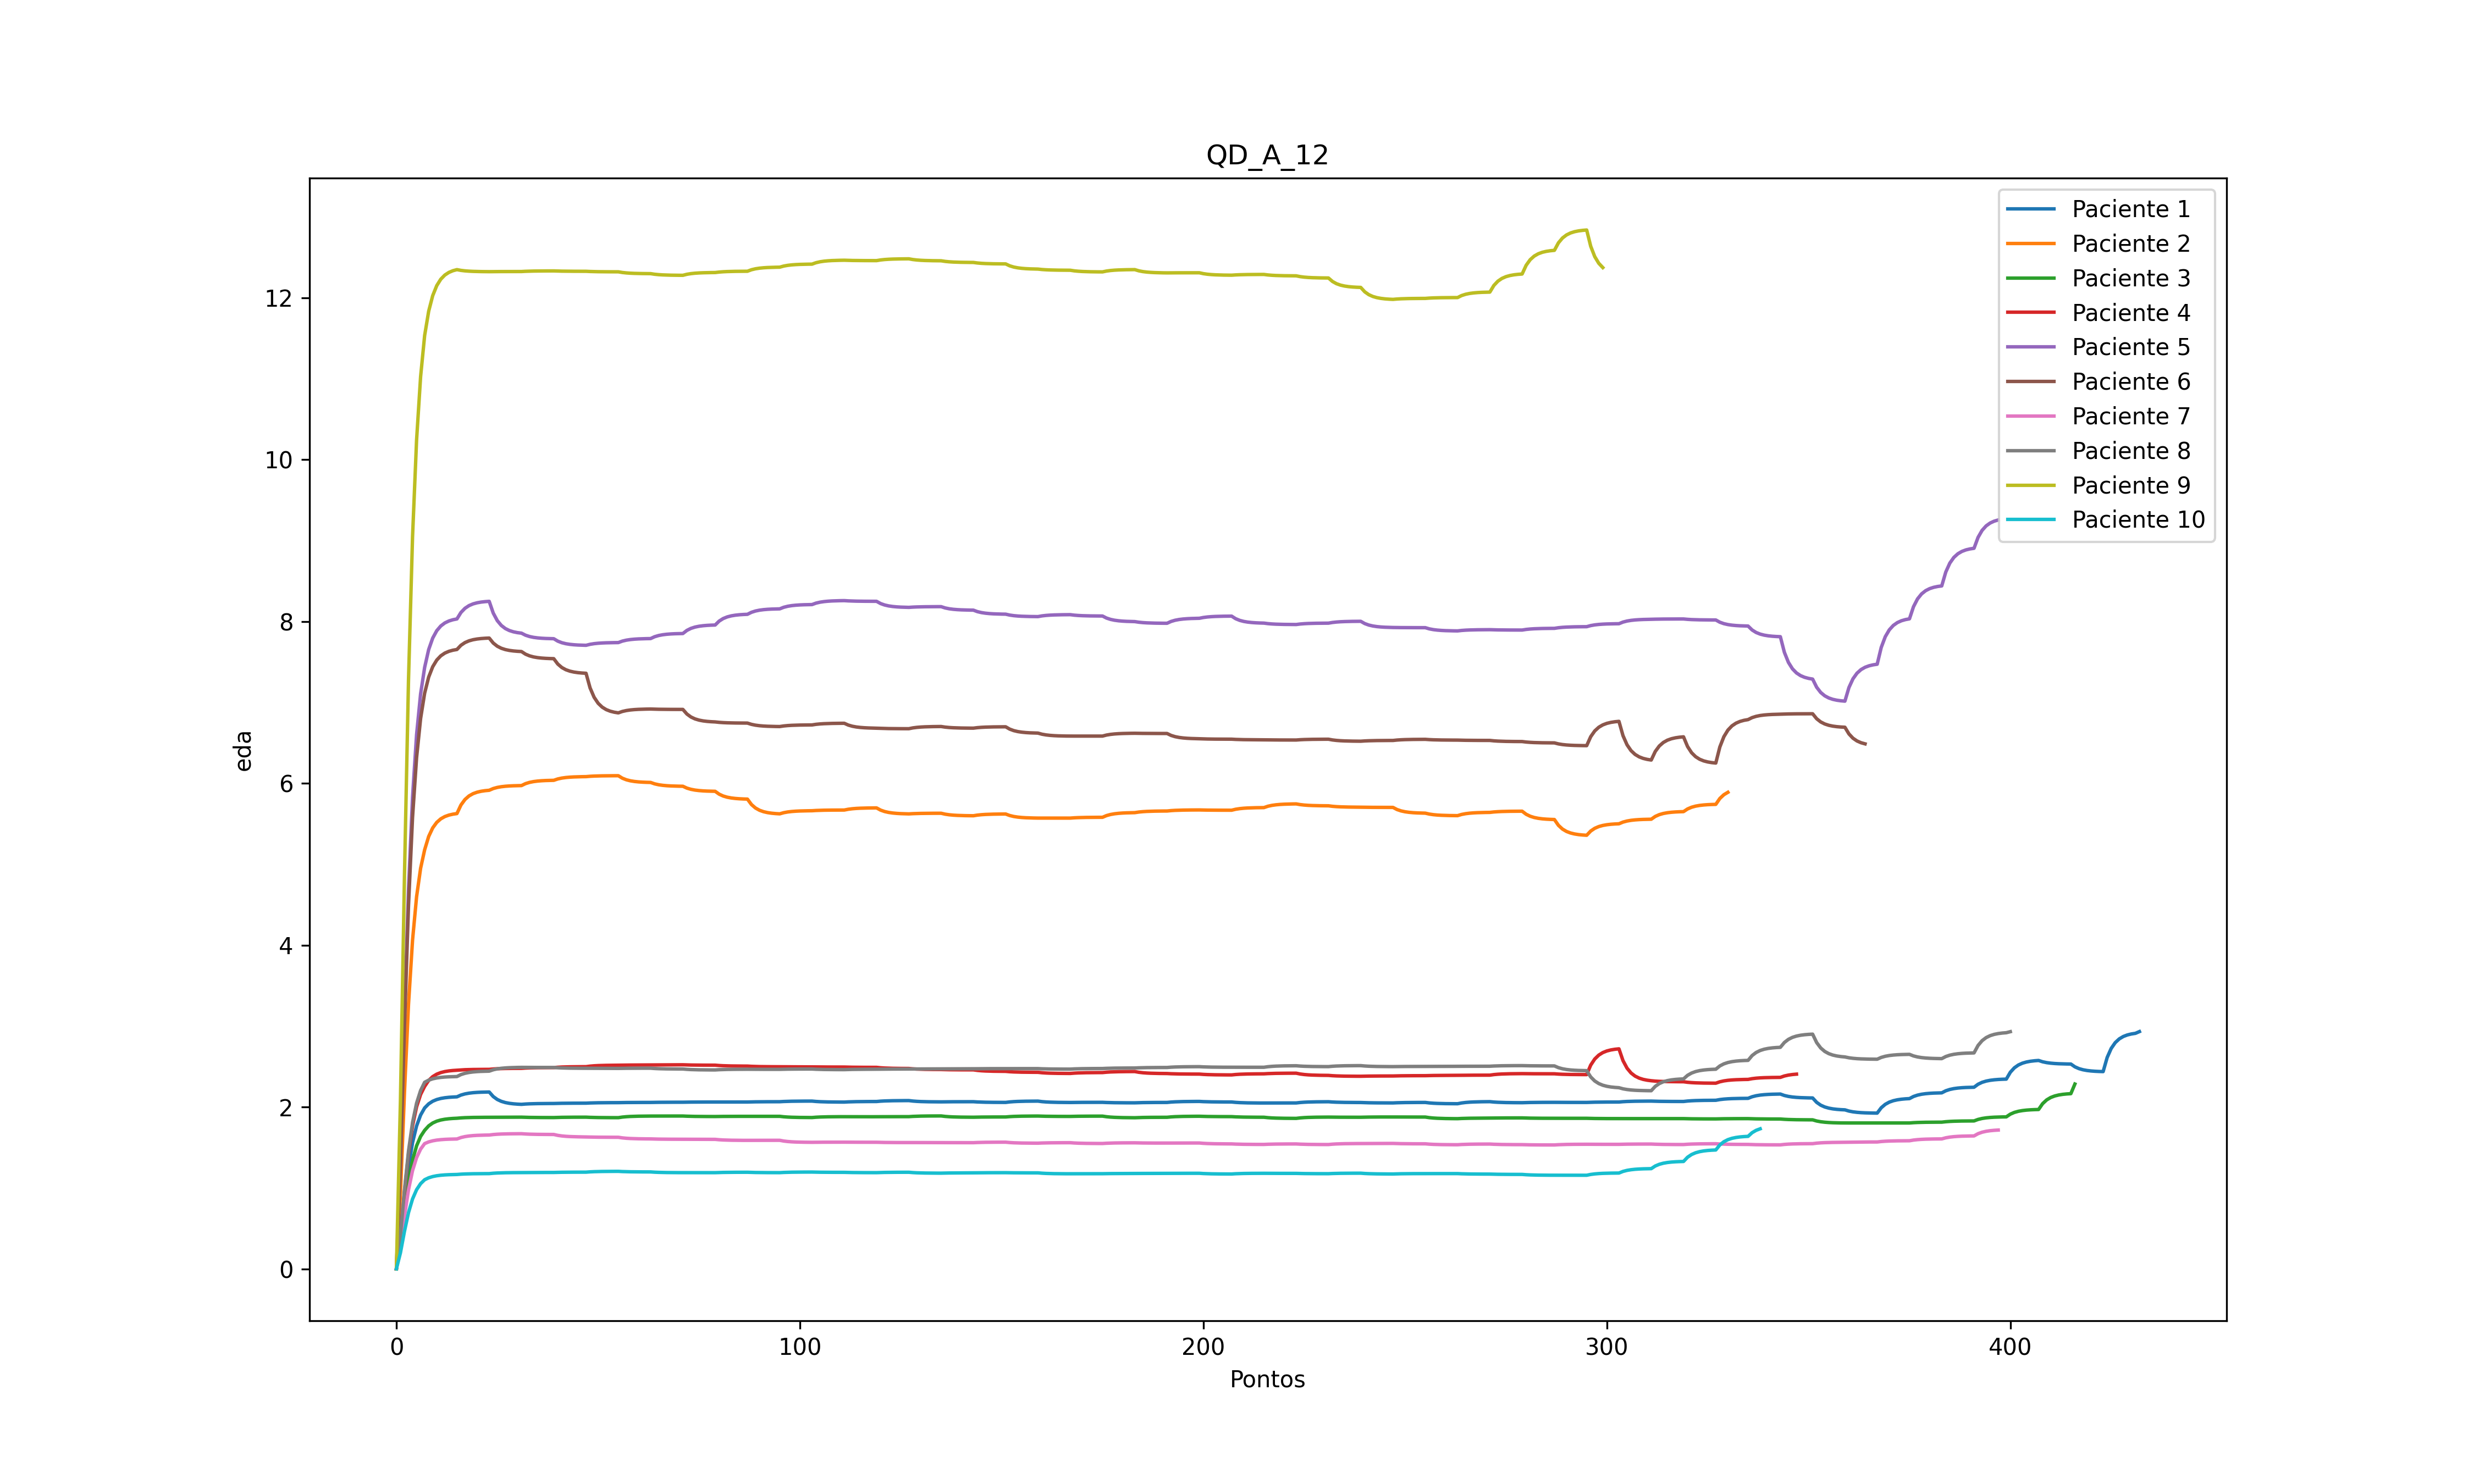 QD_A_12
Paciente 1
Paciente 2
Paciente 3
Paciente 4
Paciente 5
Paciente 6
Paciente 7
Paciente 8
Paciente 9
Paciente 10
12
10
8
6
4
2
0
eda
0 100 200 300 400
Pontos